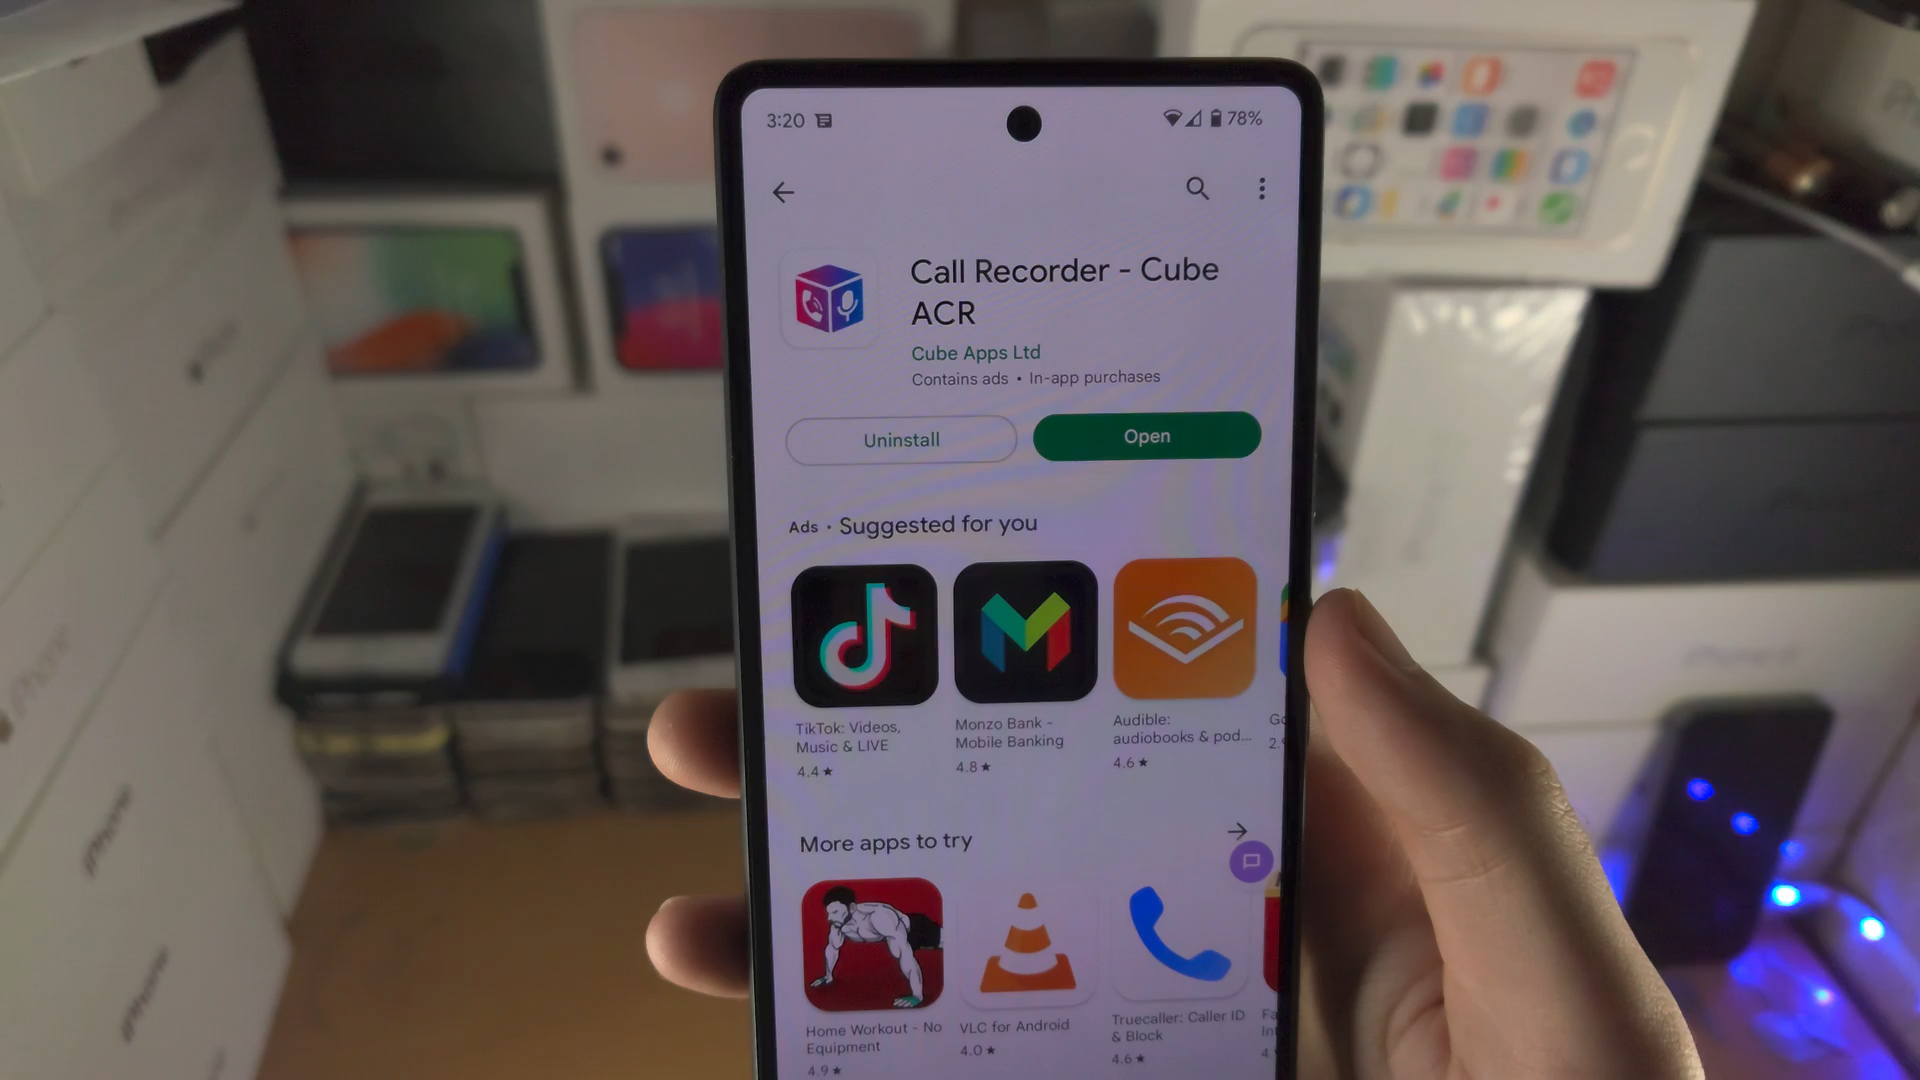 3:20
78%
Call Recorder - Cube
ACR
Cube Apps Ltd
Contains ads • In-app purchases
Uninstall
Open
Ads • Suggested for you
TikTok: Videos,
Music & LIVE
4.4★
Monzo Bank -
Mobile Banking
4.8★
Audible:
audiobooks & pod...
4.6★
More apps to try
Home Workout - No
Equipment
4.9★
VLC for Android
4.0★
Truecaller: Caller ID
& Block
4.6★
iPhone
iPhone
iPhone